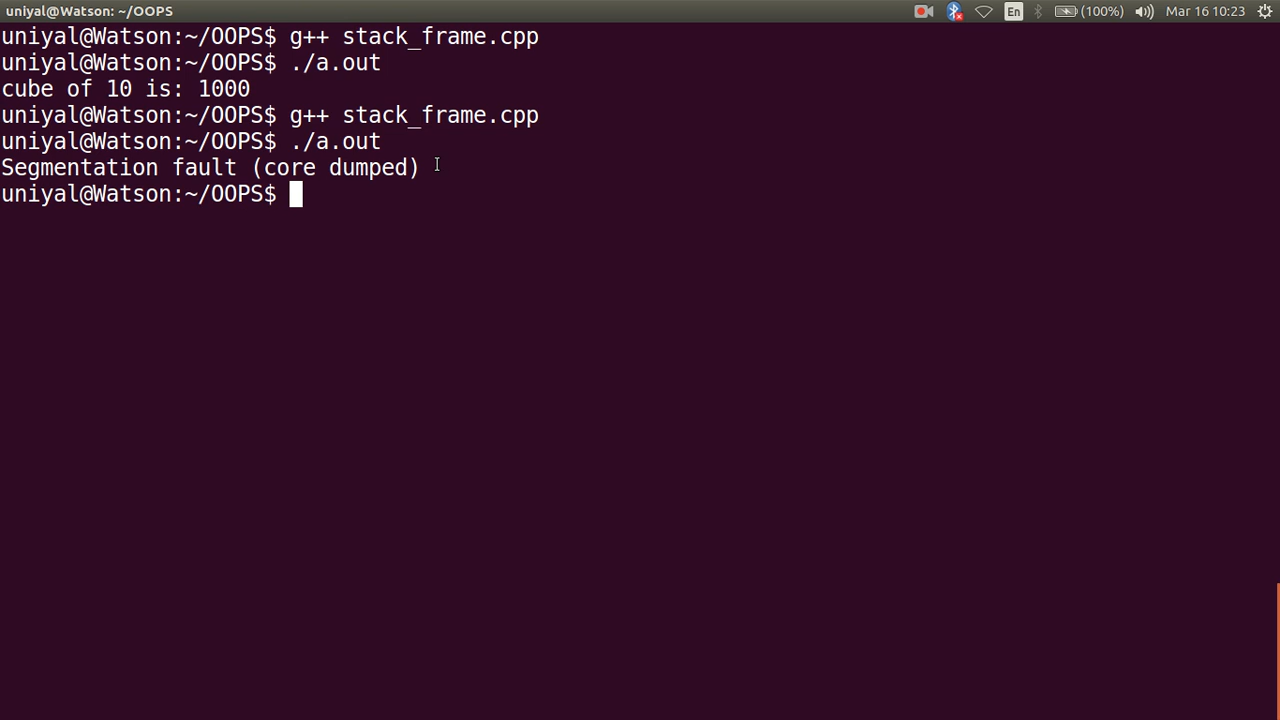 uniyal@Watson: ~/OOPS
En
(100%)
Mar 16 10:23
uniyal@Watson:~/OOPS$ g++ stack_frame.cpp
uniyal@Watson:~/OOPS$ ./a.out
cube of 10 is: 1000
uniyal@Watson:~/OOPS$ g++ stack_frame.cpp
uniyal@Watson:~/OOPS$ ./a.out
Segmentation fault (core dumped)
uniyal@Watson:~/OOPS$